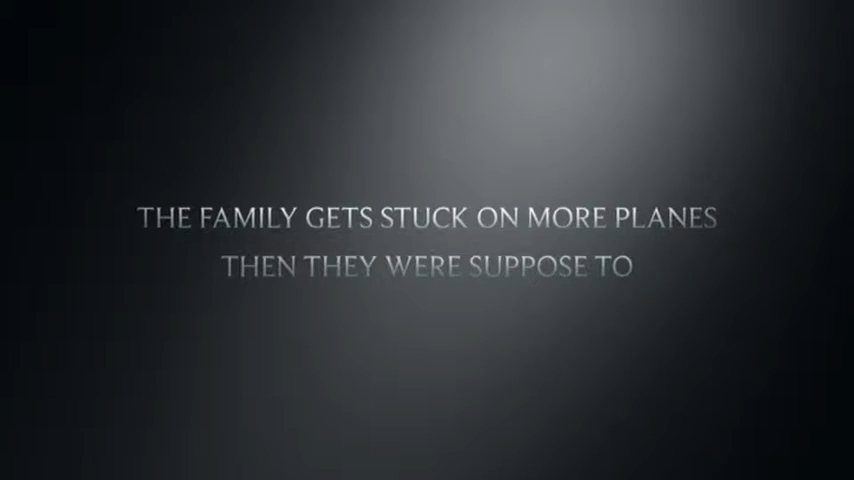 THE FAMILY GETS STUCK ON MORE PLANES
THEN THEY WERE SUPPOSE TO